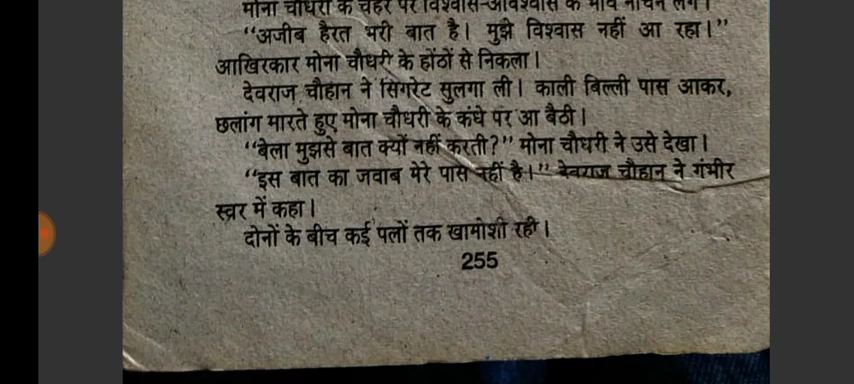 मोना चौधरी के चेहरे पर विश्वास-अविश्वास के भाव नाचने लगे।
“अजीब हैरत भरी बात है। मुझे विश्वास नहीं आ रहा।”
आखिरकार मोना चौधरी के होंठों से निकला।
देवराज चौहान ने सिगरेट सुलगा ली। काली बिल्ली पास आकर,
छलांग मारते हुए मोना चौधरी के कंधे पर आ बैठी।
“बेला मुझसे बात क्यों नहीं करती?” मोना चौधरी ने उसे देखा।
“इस बात का जवाब मेरे पास नहीं है।” देवराज चौहान ने गंभीर
स्वर में कहा।
दोनों के बीच कई पलों तक खामोशी रही।
255